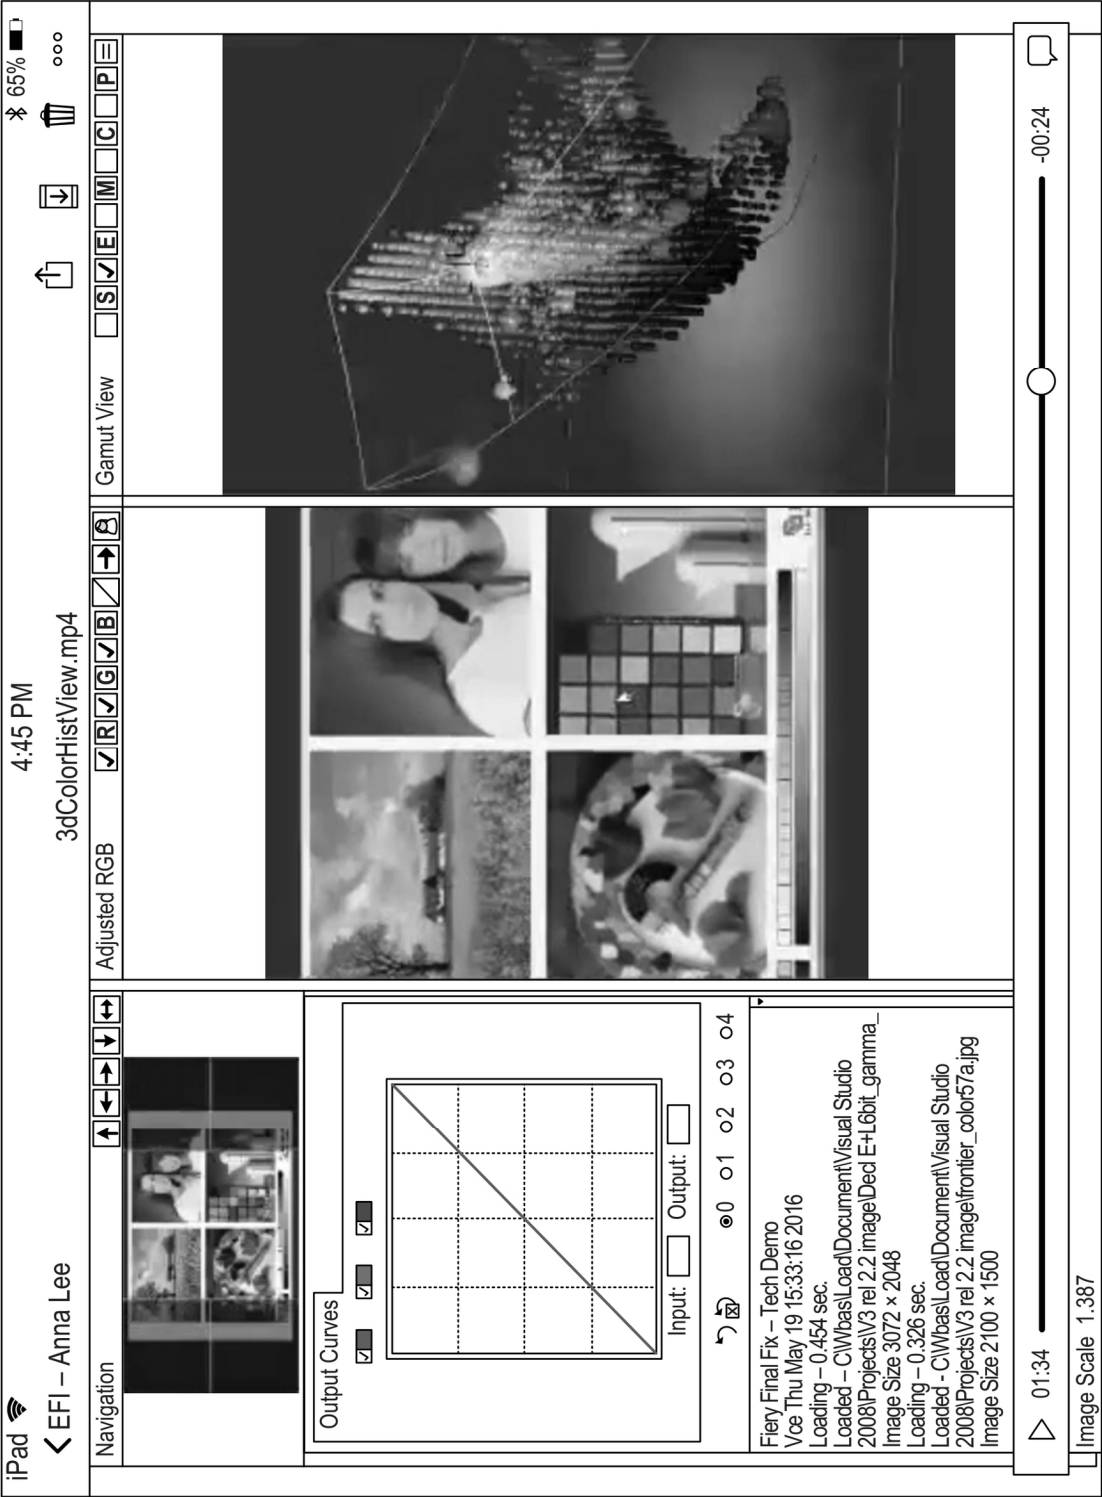 iPad 4:45 PM 65%
EFI – Anna Lee 3dColorHistView.mp4
Navigation
Adjusted RGB R G B
Gamut View S E M C P
Output Curves
Input: Output:
0 1 2 3 4
Fiery Final Fix – Tech Demo
Vce Thu May 19 15:33:16 2016
Loading – 0.454 sec.
Loaded – C\Wbas\Load\Document\Visual Studio
2008\Projects\V3 rel 2.2 image\Ded E+L6bit_gamma_
Image Size 3072 × 2048
Loading – 0.326 sec.
Loaded - C\Wbas\Load\Document\Visual Studio
2008\Projects\V3 rel 2.2 image\frontier_color57a.jpg
Image Size 2100 × 1500
01:34 -00:24
Image Scale 1.387